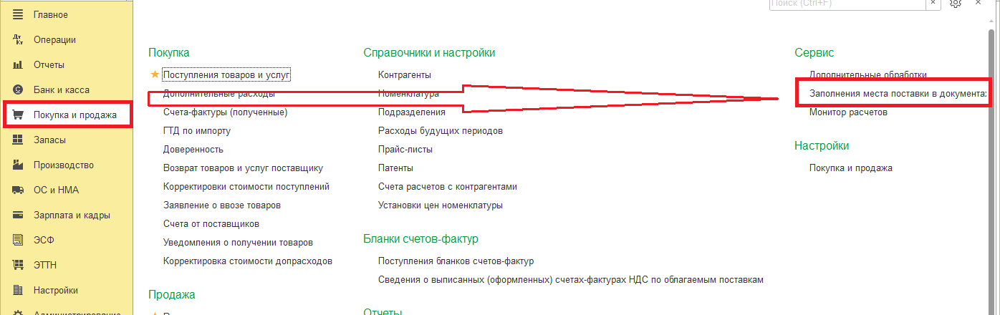 Поиск (Ctrl+F)
Главное
Операции
Отчеты
Банк и касса
Покупка и продажа
Запасы
Производство
ОС и НМА
Зарплата и кадры
ЭСФ
ЭТТН
Настройки
Администрирование
Покупка
Поступления товаров и услуг
Дополнительные расходы
Счета-фактуры (полученные)
ГТД по импорту
Доверенность
Возврат товаров и услуг поставщику
Корректировки стоимости поступлений
Заявление о ввозе товаров
Счета от поставщиков
Уведомления о получении товаров
Корректировка стоимости допрасходов
Продажа
Справочники и настройки
Контрагенты
Номенклатура
Подразделения
Расходы будущих периодов
Прайс-листы
Патенты
Счета расчетов с контрагентами
Установки цен номенклатуры
Бланки счетов-фактур
Поступления бланков счетов-фактур
Сведения о выписанных (оформленных) счетах-фактурах НДС по облагаемым поставкам
Отчеты
Сервис
Дополнительные обработки
Заполнения места поставки в документа
Монитор расчетов
Настройки
Покупка и продажа